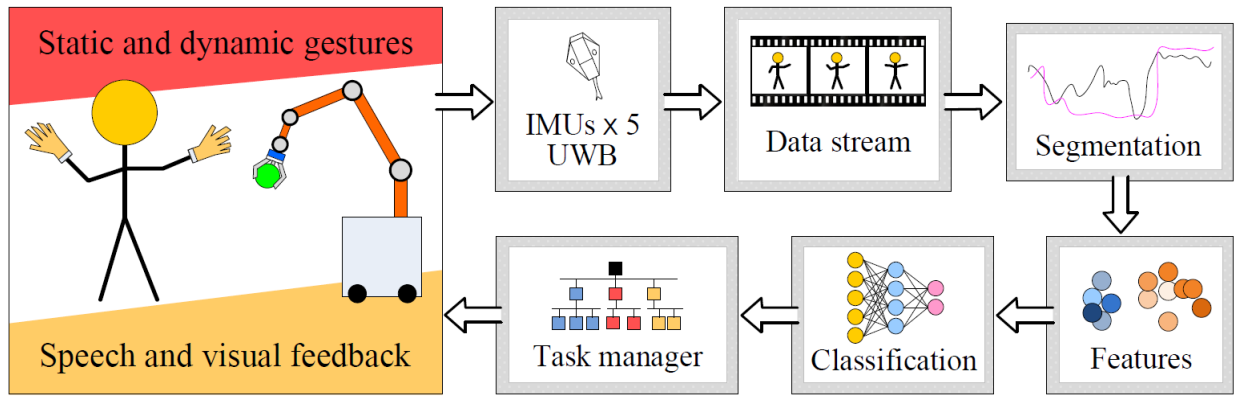 Static and dynamic gestures
IMUs x 5
UWB
Data stream
Segmentation
Features
Classification
Task manager
Speech and visual feedback